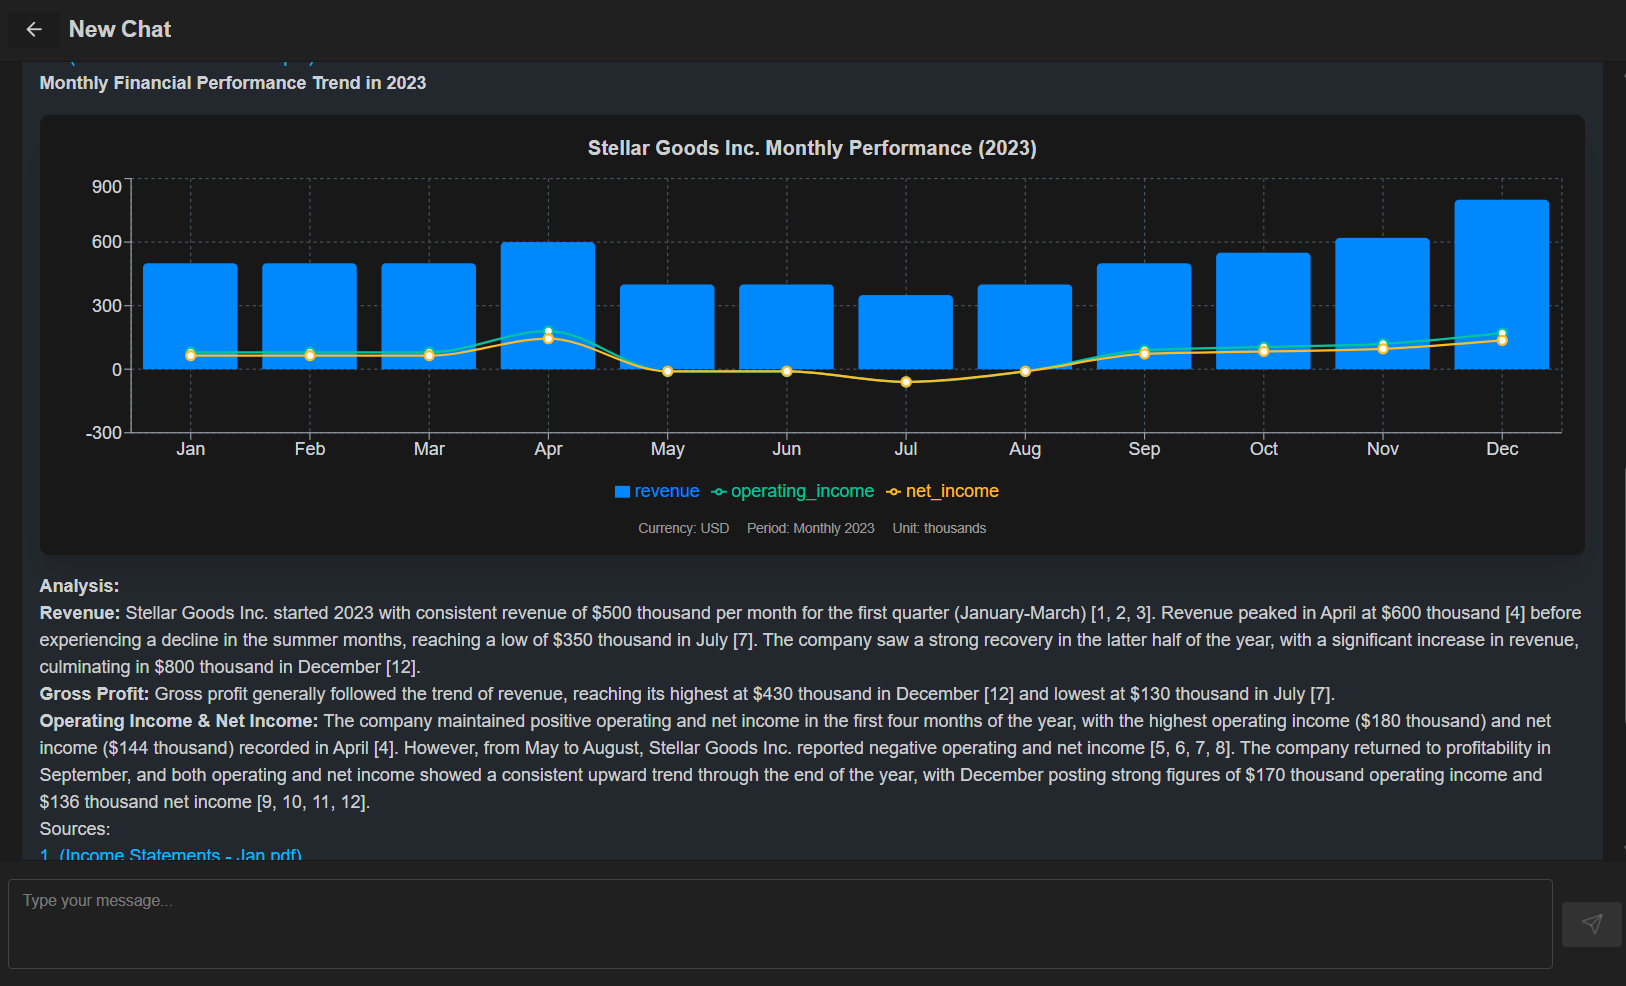 New Chat
Monthly Financial Performance Trend in 2023
Stellar Goods Inc. Monthly Performance (2023)
900
600
300
0
-300
Jan Feb Mar Apr May Jun Jul Aug Sep Oct Nov Dec
revenue operating_income net_income
Currency: USD Period: Monthly 2023 Unit: thousands
Analysis:
Revenue: Stellar Goods Inc. started 2023 with consistent revenue of $500 thousand per month for the first quarter (January-March) [1, 2, 3]. Revenue peaked in April at $600 thousand [4] before
experiencing a decline in the summer months, reaching a low of $350 thousand in July [7]. The company saw a strong recovery in the latter half of the year, with a significant increase in revenue,
culminating in $800 thousand in December [12].
Gross Profit: Gross profit generally followed the trend of revenue, reaching its highest at $430 thousand in December [12] and lowest at $130 thousand in July [7].
Operating Income & Net Income: The company maintained positive operating and net income in the first four months of the year, with the highest operating income ($180 thousand) and net
income ($144 thousand) recorded in April [4]. However, from May to August, Stellar Goods Inc. reported negative operating and net income [5, 6, 7, 8]. The company returned to profitability in
September, and both operating and net income showed a consistent upward trend through the end of the year, with December posting strong figures of $170 thousand operating income and
$136 thousand net income [9, 10, 11, 12].
Sources:
1. (Income Statements - Jan.pdf)
Type your message...